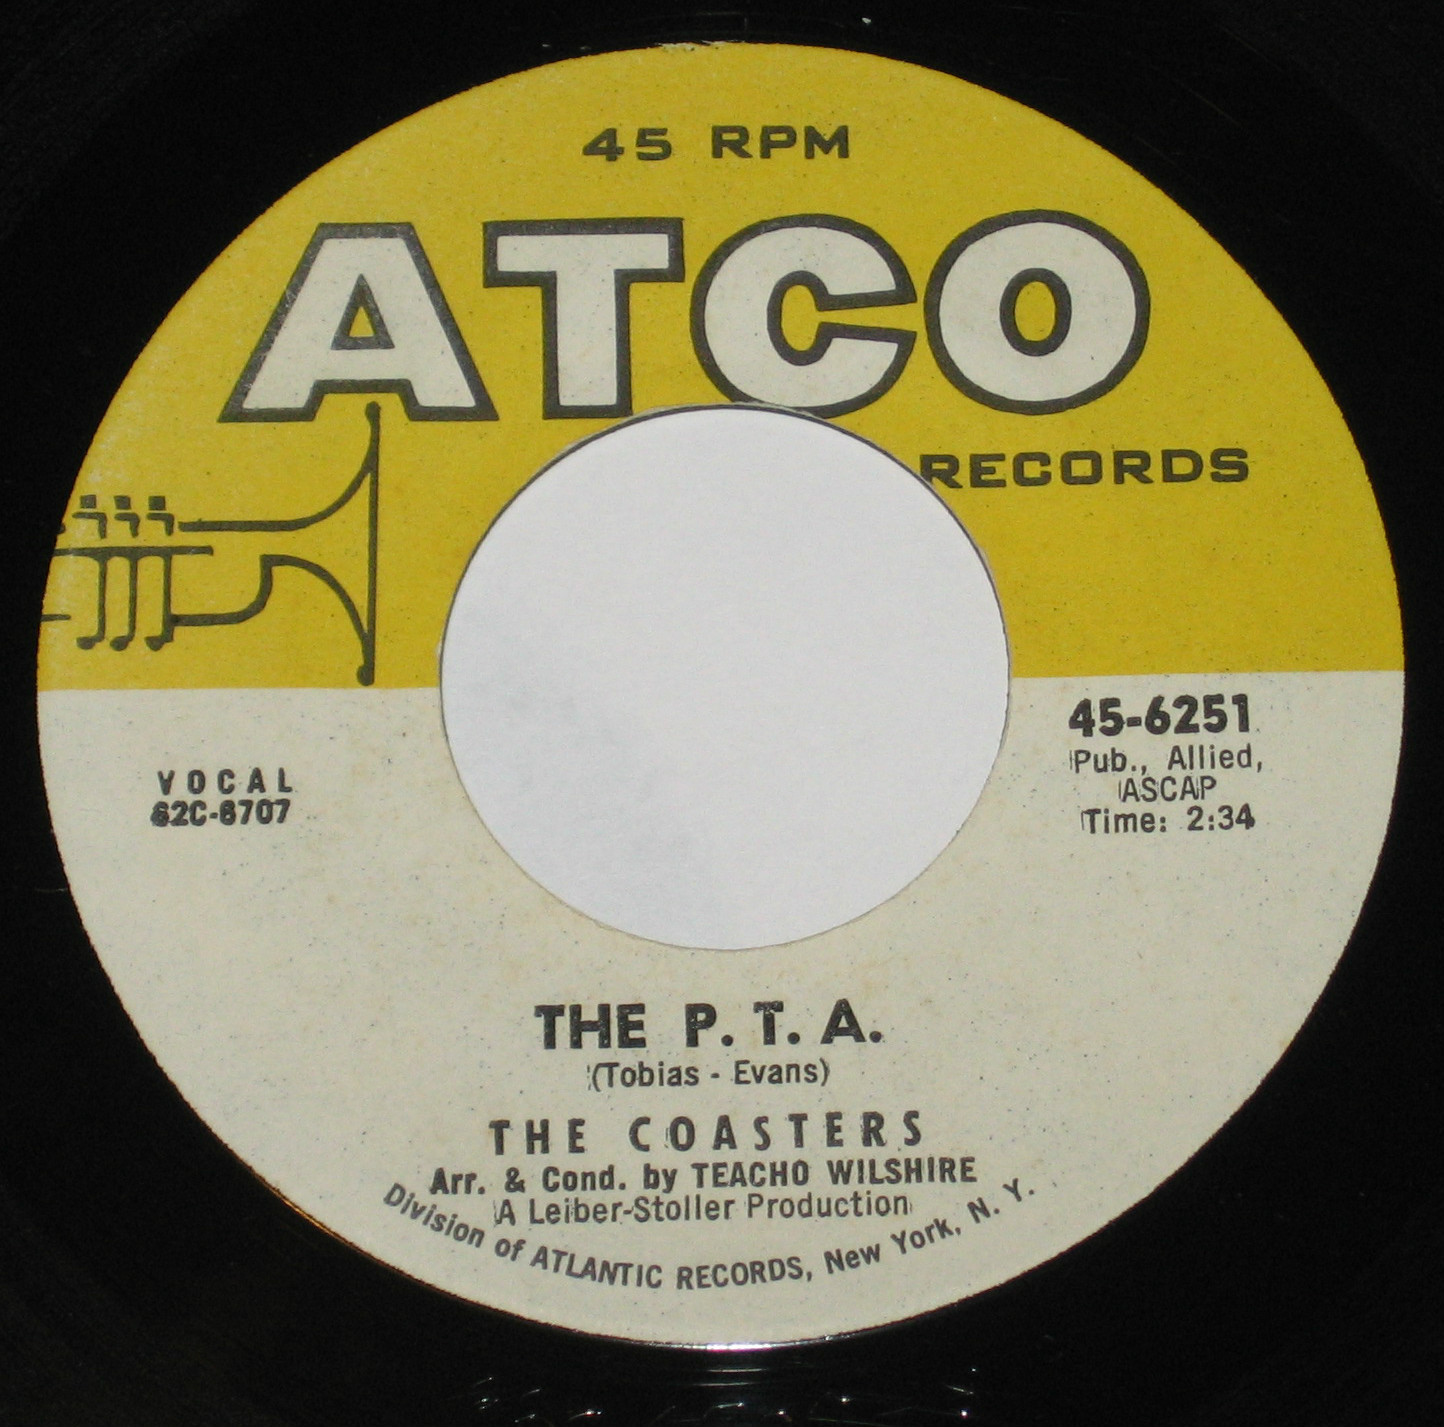 45 RPM
ATCO
RECORDS
VOCAL
62C-6707
45-6251
Pub., Allied,
ASCAP
Time: 2:34
THE P. T. A.
(Tobias - Evans)
THE COASTERS
Arr. & Cond. by TEACHO WILSHIRE
A Leiber-Stoller Production
Division of ATLANTIC RECORDS, New York, N. Y.